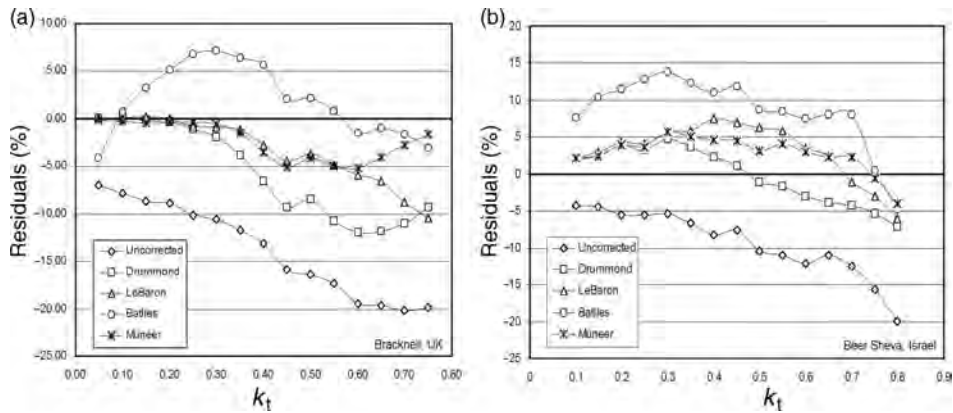 (a)
10.00
5.00
0.00
-5.00
-10.00
-15.00
-20.00
-25.00
Residuals (%)
Uncorrected
Drummond
LeBaron
Batlles
Muneer
Bracknell, UK
0.00 0.10 0.20 0.30 0.40 0.50 0.60 0.70 0.80
kt
(b)
20
15
10
5
0
-5
-10
-15
-20
-25
Residuals (%)
Uncorrected
Drummond
LeBaron
Batlles
Muneer
Beer Sheva, Israel
0 0.1 0.2 0.3 0.4 0.5 0.6 0.7 0.8 0.9
kt